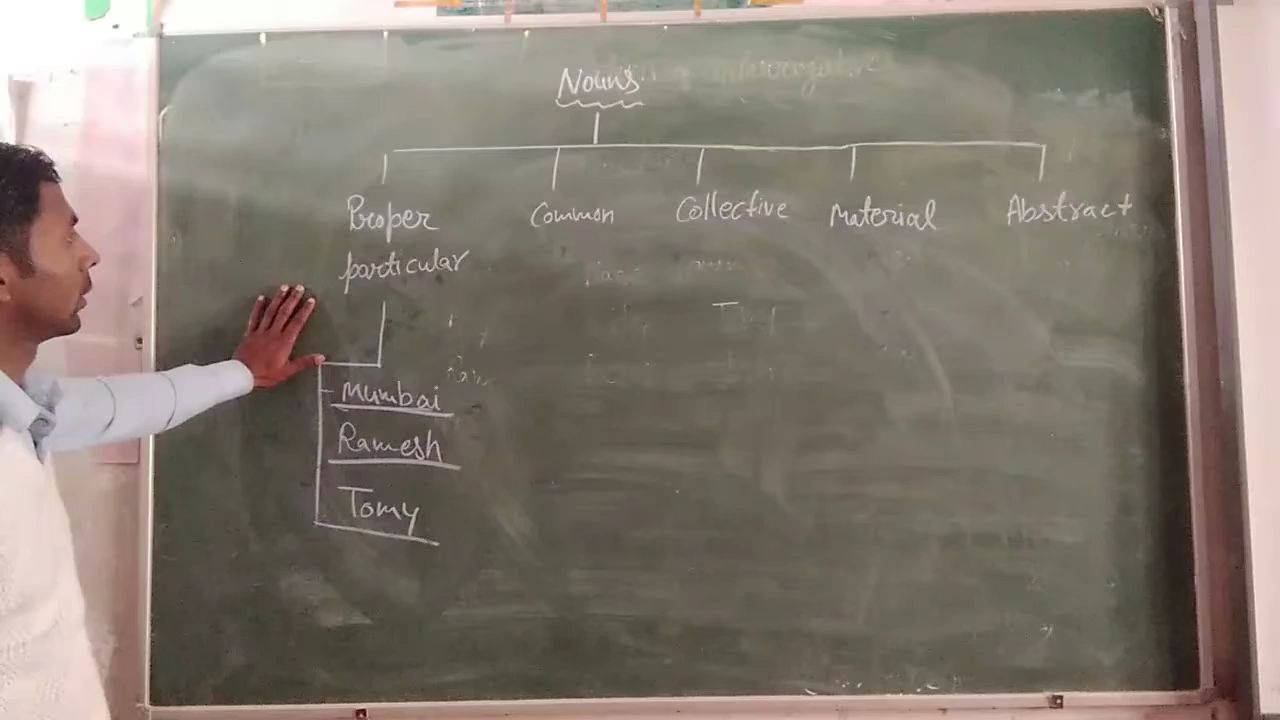 Nouns
Proper Common Collective Material Abstract
particular
Mumbai
Ramesh
Tomy